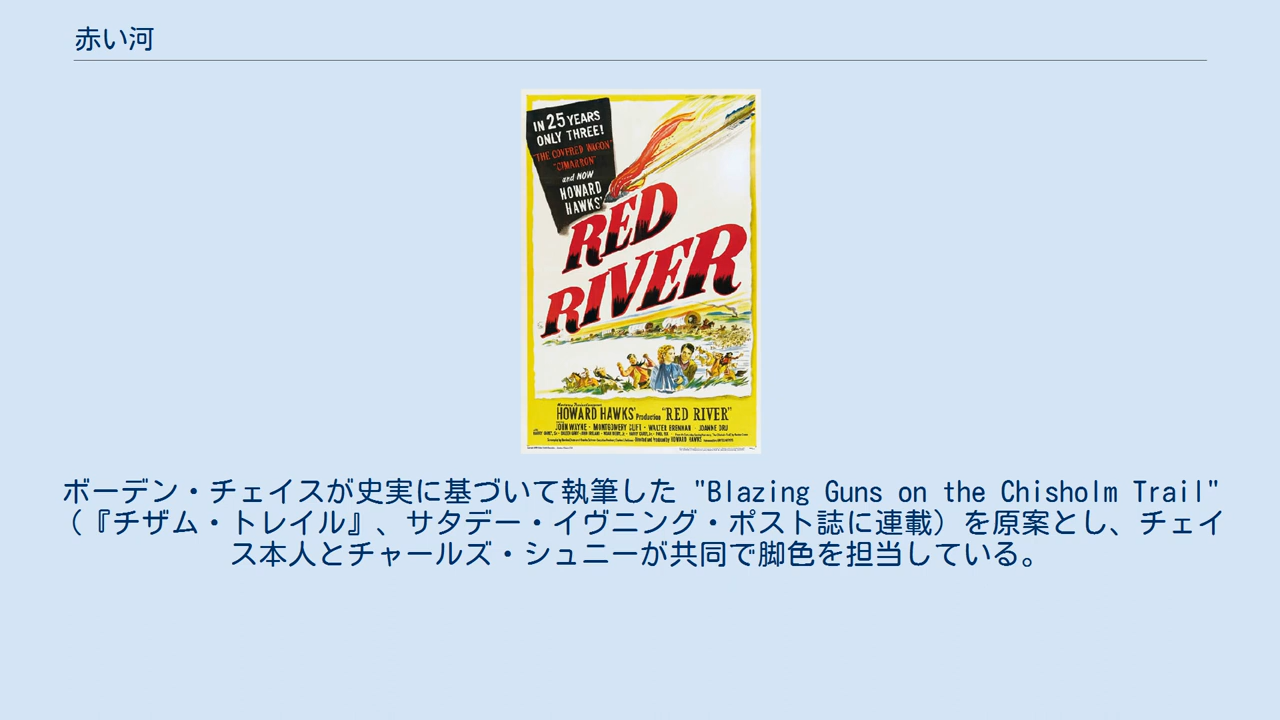 赤い河
IN 25 YEARS
ONLY THREE!
"THE COVERED WAGON"
"CIMARRON"
and NOW
HOWARD
HAWKS'
RED
RIVER
HOWARD HAWKS' Production "RED RIVER"
JOHN WAYNE · MONTGOMERY CLIFT · WALTER BRENNAN · JOANNE DRU
Directed and Produced by HOWARD HAWKS
ボーデン・チェイスが史実に基づいて執筆した "Blazing Guns on the Chisholm Trail"
（『チザム・トレイル』、サタデー・イヴニング・ポスト誌に連載）を原案とし、チェイ
ス本人とチャールズ・シュニーが共同で脚色を担当している。